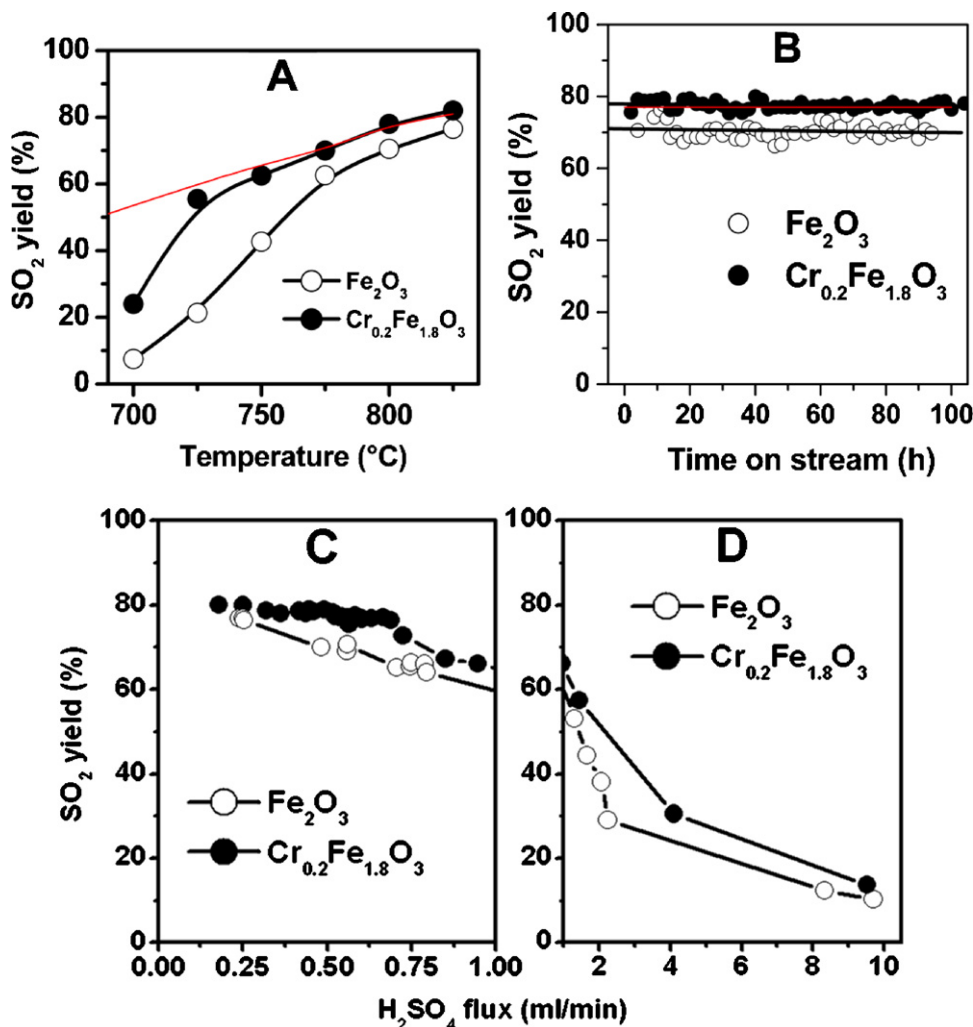 A
SO2 yield (%)
100
80
60
40
20
0
Fe2O3
Cr0.2Fe1.8O3
700 750 800
Temperature (°C)
B
SO2 yield (%)
100
80
60
40
20
0
Fe2O3
Cr0.2Fe1.8O3
0 20 40 60 80 100
Time on stream (h)
C
SO2 yield (%)
100
80
60
40
20
0
Fe2O3
Cr0.2Fe1.8O3
0.00 0.25 0.50 0.75 1.00
D
100
80
60
40
20
0
Fe2O3
Cr0.2Fe1.8O3
2 4 6 8 10
H2SO4 flux (ml/min)